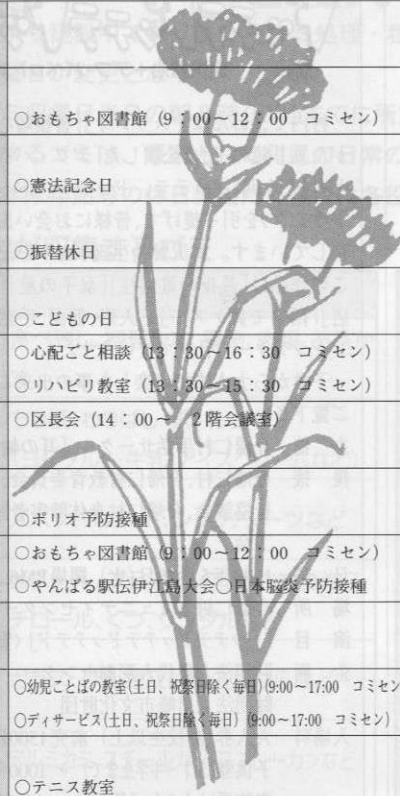 ○おもちゃ図書館（9：00～12：00　コミセン）
○憲法記念日
○振替休日
○こどもの日
○心配ごと相談（13：30～16：30　コミセン）
○リハビリ教室（13：30～15：30　コミセン）
○区長会（14：00～　2階会議室）
○ポリオ予防接種
○おもちゃ図書館（9：00～12：00　コミセン）
○やんばる駅伝伊江島大会○日本脳炎予防接種
○幼児ことばの教室(土日、祝祭日除く毎日)(9:00～17:00　コミセン
○ディサービス(土日、祝祭日除く毎日)（9:00～17:00　コミセン）
○テニス教室